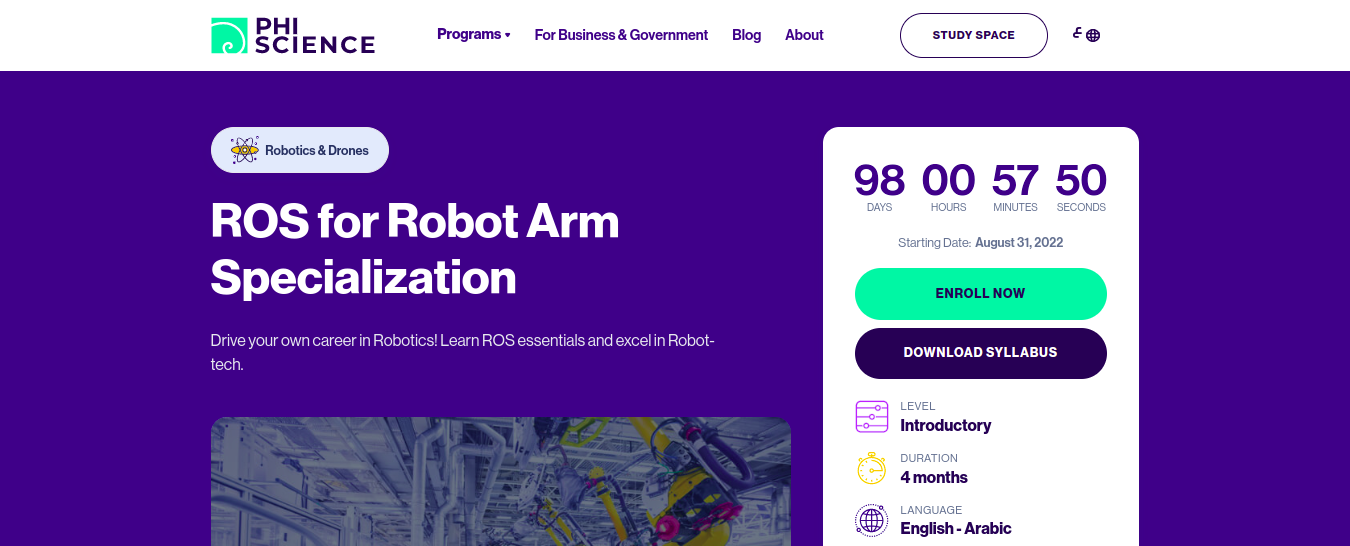 PHI
SCIENCE
Programs
For Business & Government
Blog
About
STUDY SPACE
ع
Robotics & Drones
ROS for Robot Arm
Specialization
Drive your own career in Robotics! Learn ROS essentials and excel in Robot-
tech.
98 00 57 50
DAYS HOURS MINUTES SECONDS
Starting Date: August 31, 2022
ENROLL NOW
DOWNLOAD SYLLABUS
LEVEL
Introductory
DURATION
4 months
LANGUAGE
English - Arabic